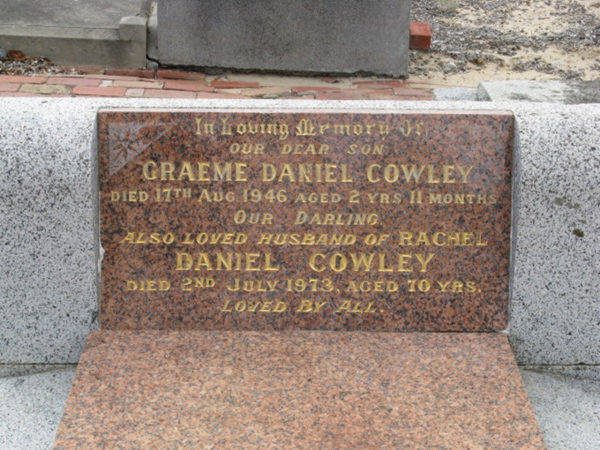 In Loving Memory Of
OUR DEAR SON
GRAEME DANIEL COWLEY
DIED 17TH AUG 1946 AGED 2 YRS 11 MONTHS
OUR DARLING
ALSO LOVED HUSBAND OF RACHEL
DANIEL COWLEY
DIED 2ND JULY 1973, AGED 70 YRS.
LOVED BY ALL.